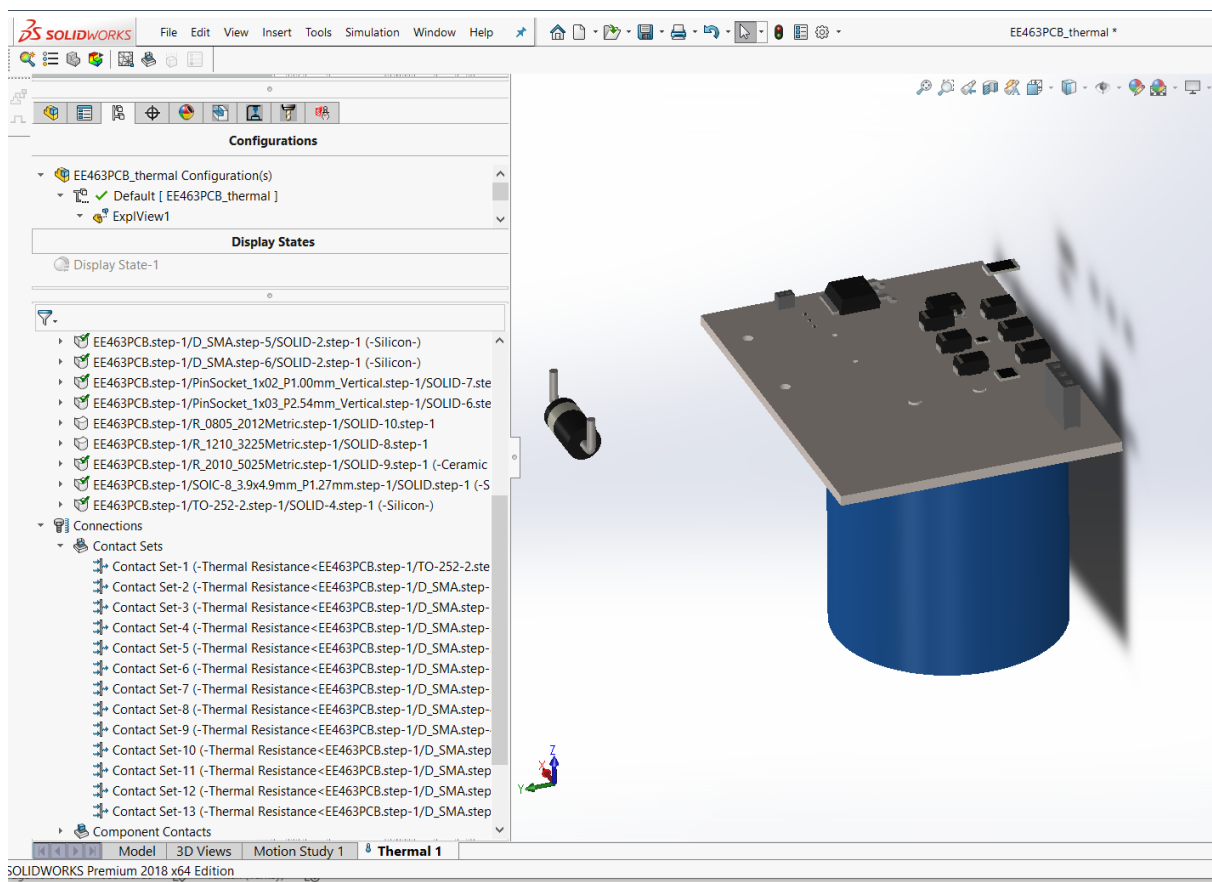 SOLIDWORKS File Edit View Insert Tools Simulation Window Help EE463PCB_thermal *
Configurations
EE463PCB_thermal Configuration(s)
Default [ EE463PCB_thermal ]
ExplView1
Display States
Display State-1
EE463PCB.step-1/D_SMA.step-5/SOLID-2.step-1 (-Silicon-)
EE463PCB.step-1/D_SMA.step-6/SOLID-2.step-1 (-Silicon-)
EE463PCB.step-1/PinSocket_1x02_P1.00mm_Vertical.step-1/SOLID-7.ste
EE463PCB.step-1/PinSocket_1x03_P2.54mm_Vertical.step-1/SOLID-6.ste
EE463PCB.step-1/R_0805_2012Metric.step-1/SOLID-10.step-1
EE463PCB.step-1/R_1210_3225Metric.step-1/SOLID-8.step-1
EE463PCB.step-1/R_2010_5025Metric.step-1/SOLID-9.step-1 (-Ceramic
EE463PCB.step-1/SOIC-8_3.9x4.9mm_P1.27mm.step-1/SOLID.step-1 (-S
EE463PCB.step-1/TO-252-2.step-1/SOLID-4.step-1 (-Silicon-)
Connections
Contact Sets
Contact Set-1 (-Thermal Resistance<EE463PCB.step-1/TO-252-2.ste
Contact Set-2 (-Thermal Resistance<EE463PCB.step-1/D_SMA.step-
Contact Set-3 (-Thermal Resistance<EE463PCB.step-1/D_SMA.step-
Contact Set-4 (-Thermal Resistance<EE463PCB.step-1/D_SMA.step-
Contact Set-5 (-Thermal Resistance<EE463PCB.step-1/D_SMA.step-
Contact Set-6 (-Thermal Resistance<EE463PCB.step-1/D_SMA.step-
Contact Set-7 (-Thermal Resistance<EE463PCB.step-1/D_SMA.step-
Contact Set-8 (-Thermal Resistance<EE463PCB.step-1/D_SMA.step-
Contact Set-9 (-Thermal Resistance<EE463PCB.step-1/D_SMA.step-
Contact Set-10 (-Thermal Resistance<EE463PCB.step-1/D_SMA.step
Contact Set-11 (-Thermal Resistance<EE463PCB.step-1/D_SMA.step
Contact Set-12 (-Thermal Resistance<EE463PCB.step-1/D_SMA.step
Contact Set-13 (-Thermal Resistance<EE463PCB.step-1/D_SMA.step
Component Contacts
Z
X
Y
Model 3D Views Motion Study 1 Thermal 1
SOLIDWORKS Premium 2018 x64 Edition